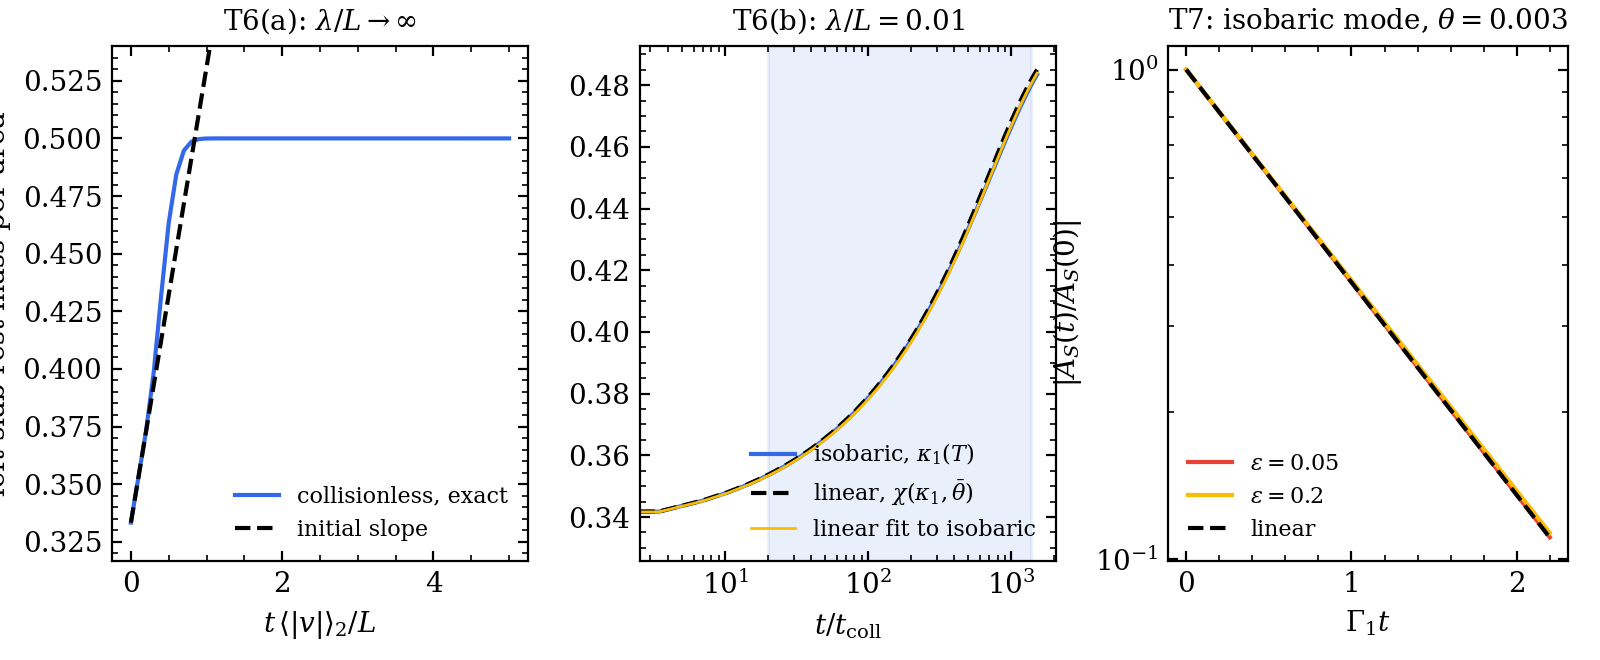 T6(a): λ/L → ∞
0.525
0.500
0.475
0.450
0.425
0.400
0.375
0.350
0.325
0
2
4
t ⟨|v|⟩₂/L
collisionless, exact
initial slope
T6(b): λ/L = 0.01
0.48
0.46
0.44
0.42
0.40
0.38
0.36
0.34
10¹
10²
10³
t/t_coll
isobaric, κ₁(T)
linear, χ(κ₁, θ̄)
linear fit to isobaric
T7: isobaric mode, θ = 0.003
|A_S(t)/A_S(0)|
10⁰
10⁻¹
0
1
2
Γ₁t
ε = 0.05
ε = 0.2
linear